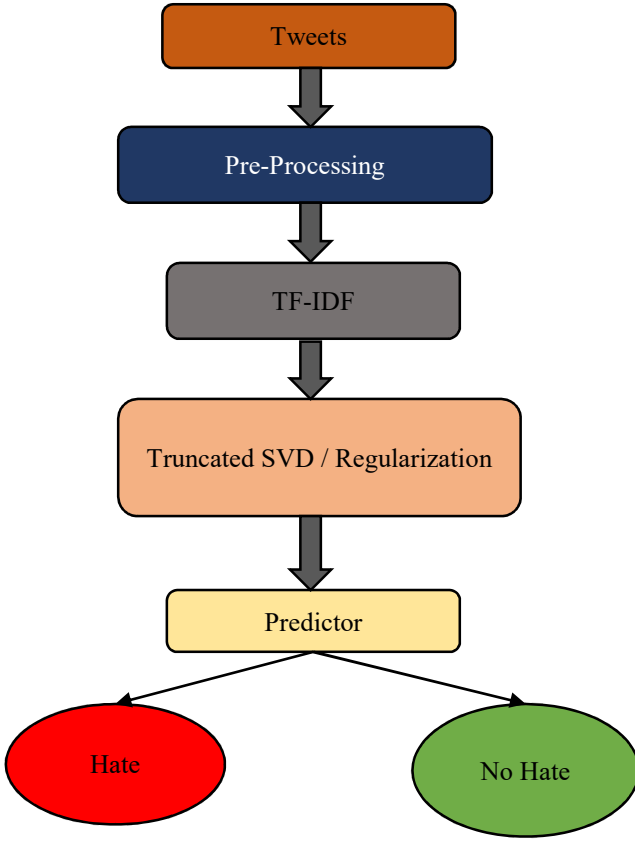 Tweets
Pre-Processing
TF-IDF
Truncated SVD / Regularization
Predictor
Hate
No Hate